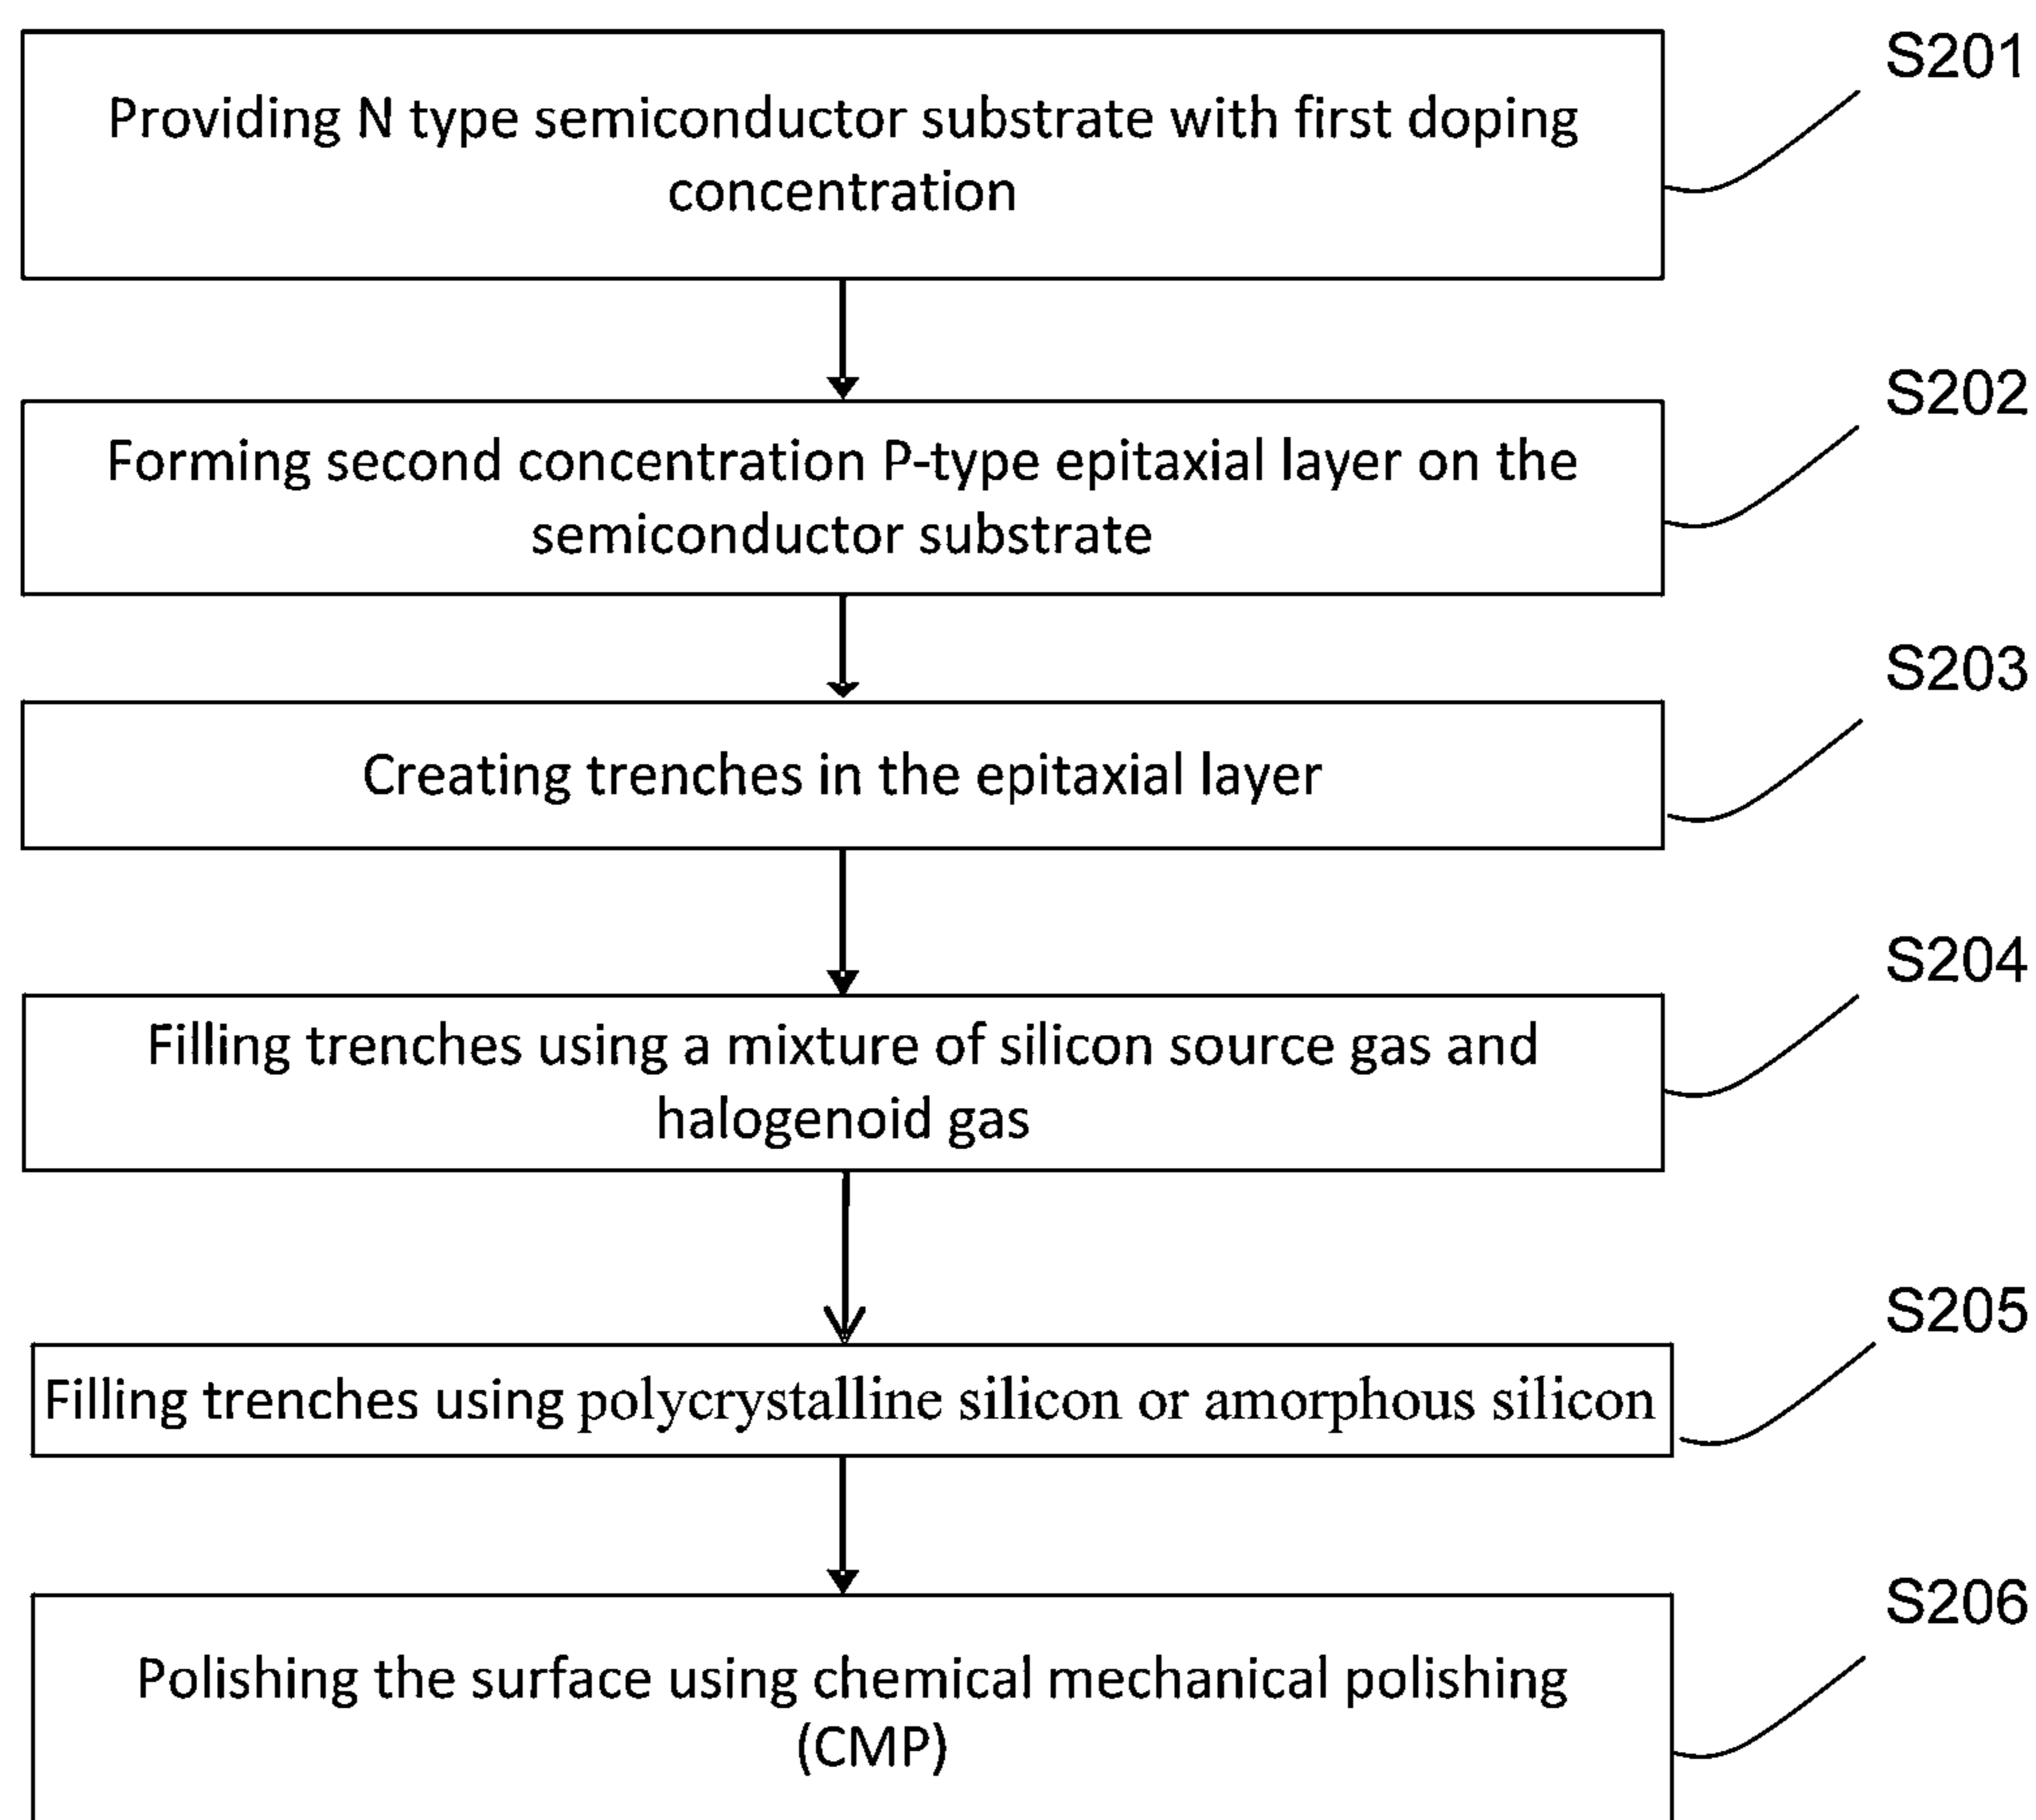 S201
Providing N type semiconductor substrate with first doping
concentration
S202
Forming second concentration P-type epitaxial layer on the
semiconductor substrate
S203
Creating trenches in the epitaxial layer
S204
Filling trenches using a mixture of silicon source gas and
halogenoid gas
S205
Filling trenches using polycrystalline silicon or amorphous silicon
S206
Polishing the surface using chemical mechanical polishing
(CMP)